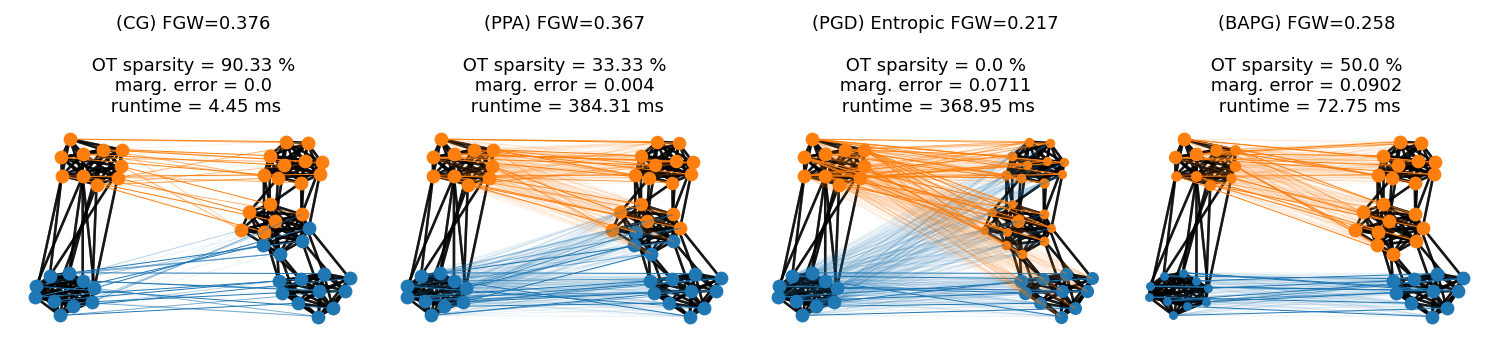 (CG) FGW=0.376
OT sparsity = 90.33 %
marg. error = 0.0
runtime = 4.45 ms
(PPA) FGW=0.367
OT sparsity = 33.33 %
marg. error = 0.004
runtime = 384.31 ms
(PGD) Entropic FGW=0.217
OT sparsity = 0.0 %
marg. error = 0.0711
runtime = 368.95 ms
(BAPG) FGW=0.258
OT sparsity = 50.0 %
marg. error = 0.0902
runtime = 72.75 ms